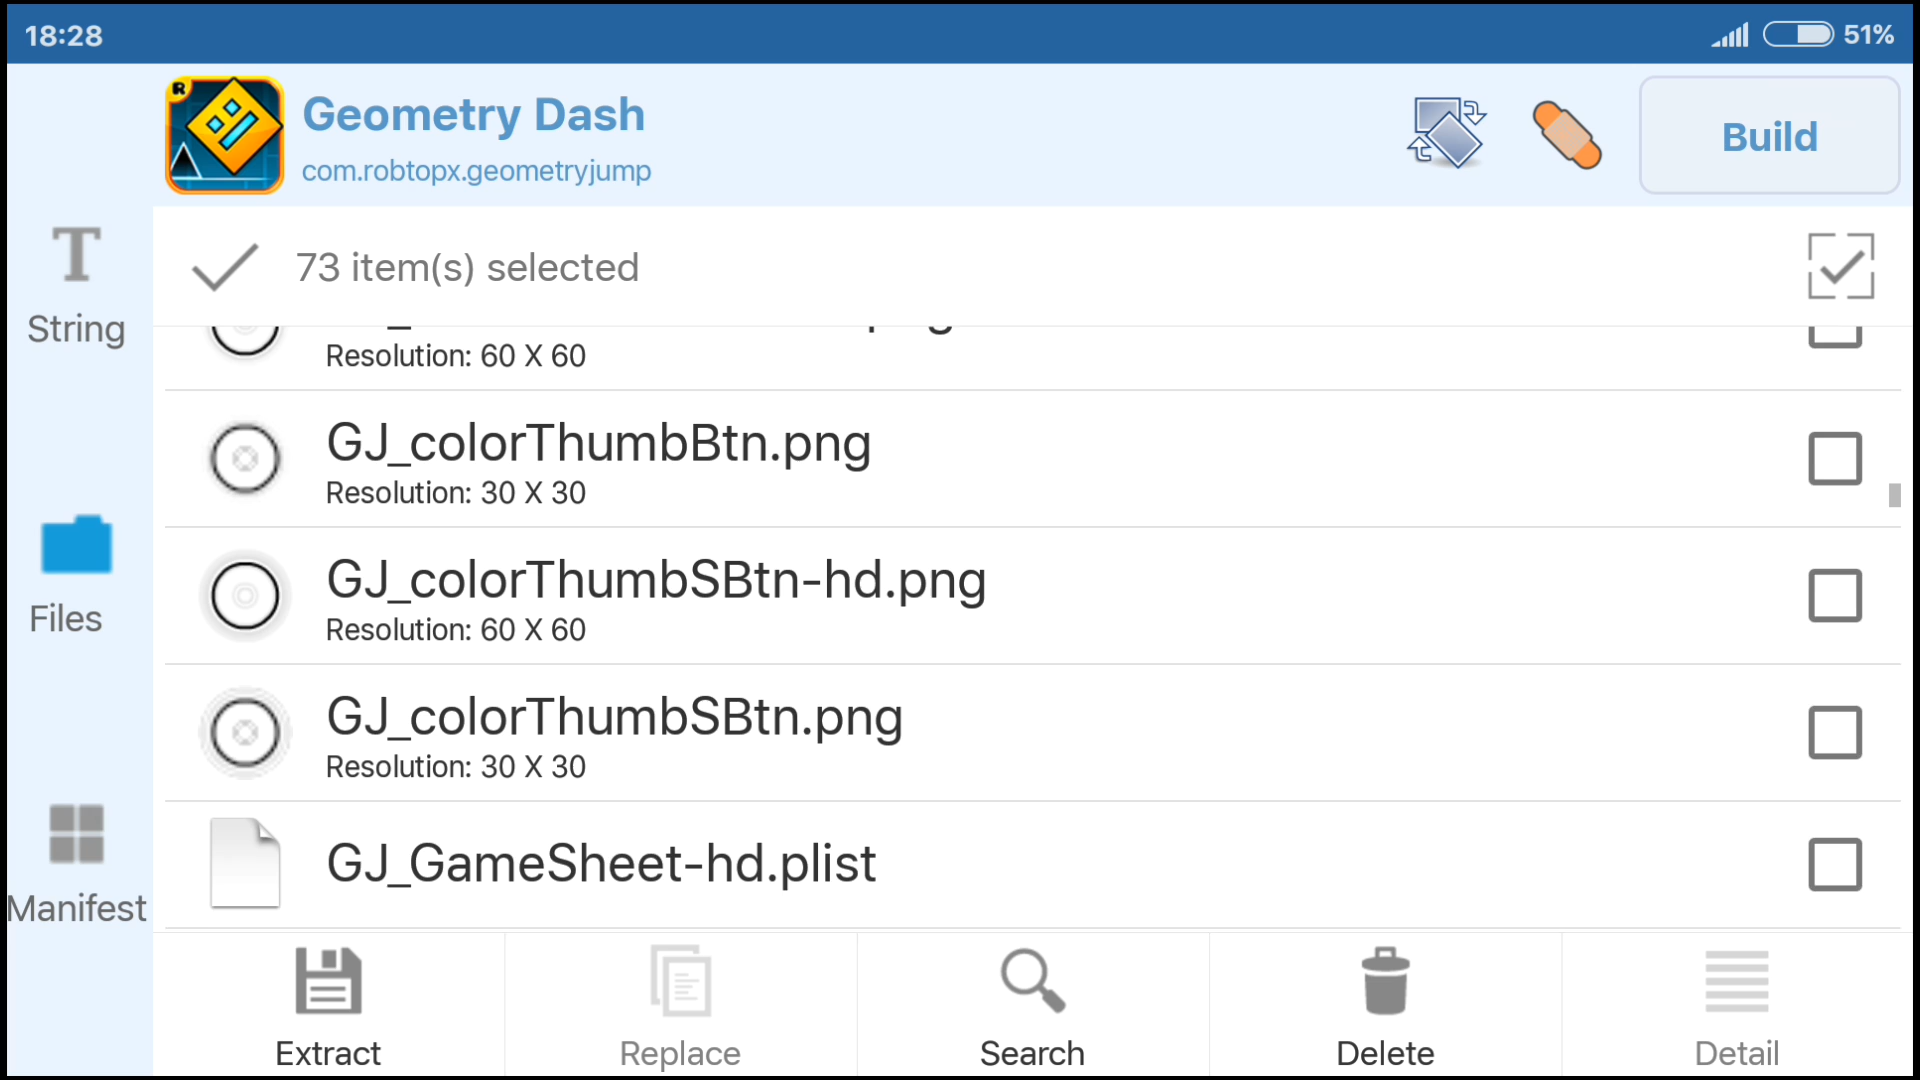 18:28
51%
Geometry Dash
com.robtopx.geometryjump
Build
String
Files
Manifest
73 item(s) selected
Resolution: 60 X 60
GJ_colorThumbBtn.png
Resolution: 30 X 30
GJ_colorThumbSBtn-hd.png
Resolution: 60 X 60
GJ_colorThumbSBtn.png
Resolution: 30 X 30
GJ_GameSheet-hd.plist
Extract
Replace
Search
Delete
Detail